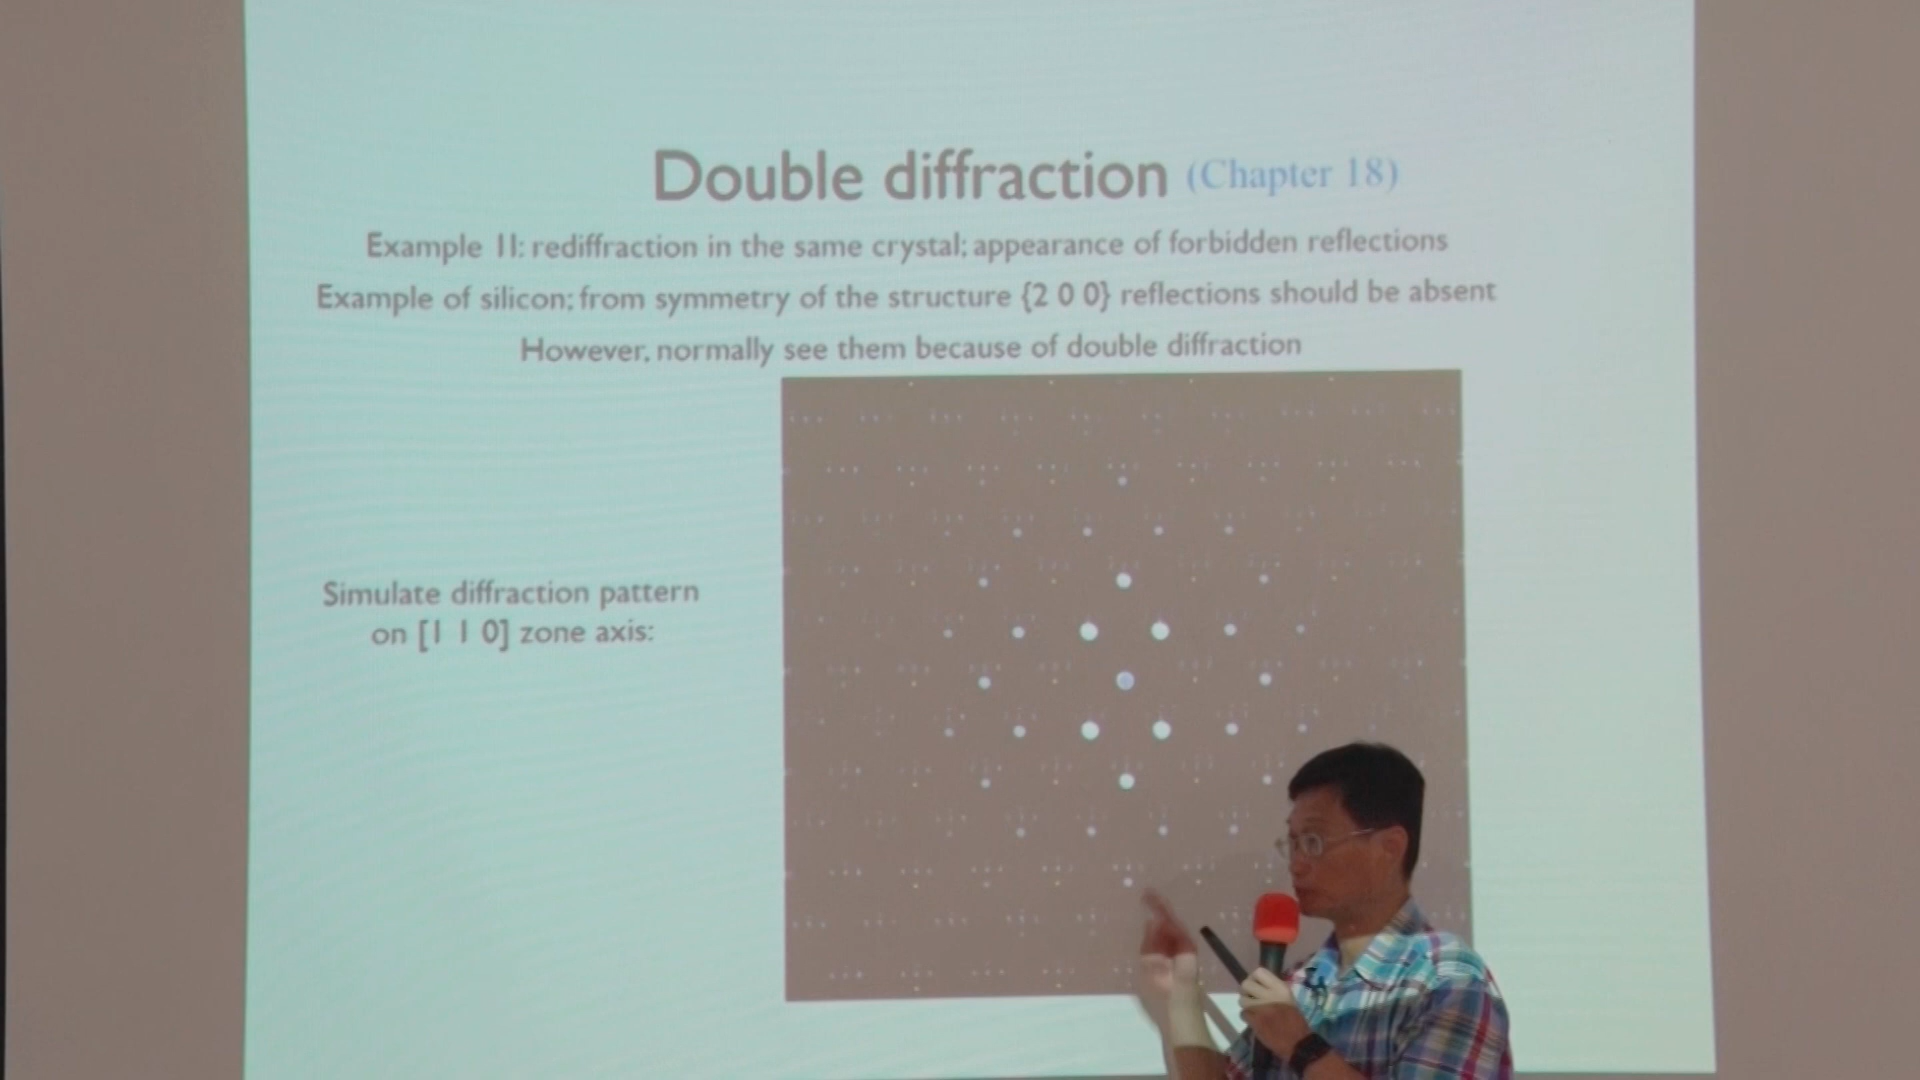 Double diffraction (Chapter 18)
Example II: rediffraction in the same crystal; appearance of forbidden reflections
Example of silicon; from symmetry of the structure {2 0 0} reflections should be absent
However, normally see them because of double diffraction
Simulate diffraction pattern
on [1 1 0] zone axis: